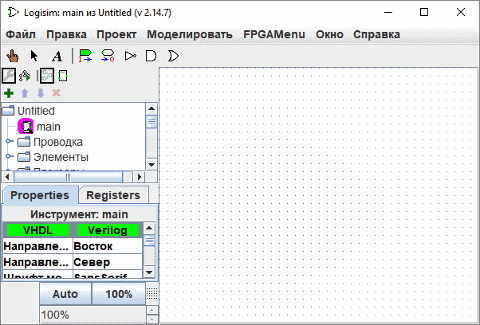 Logisim: main из Untitled (v 2.14.7)
Файл Правка Проект Моделировать FPGAMenu Окно Справка
A
Untitled
main
Проводка
Элементы
Properties Registers
Инструмент: main
VHDL Verilog
Направле... Восток
Направле... Север
Шрифт ме... SansSerif
Auto 100%
100%